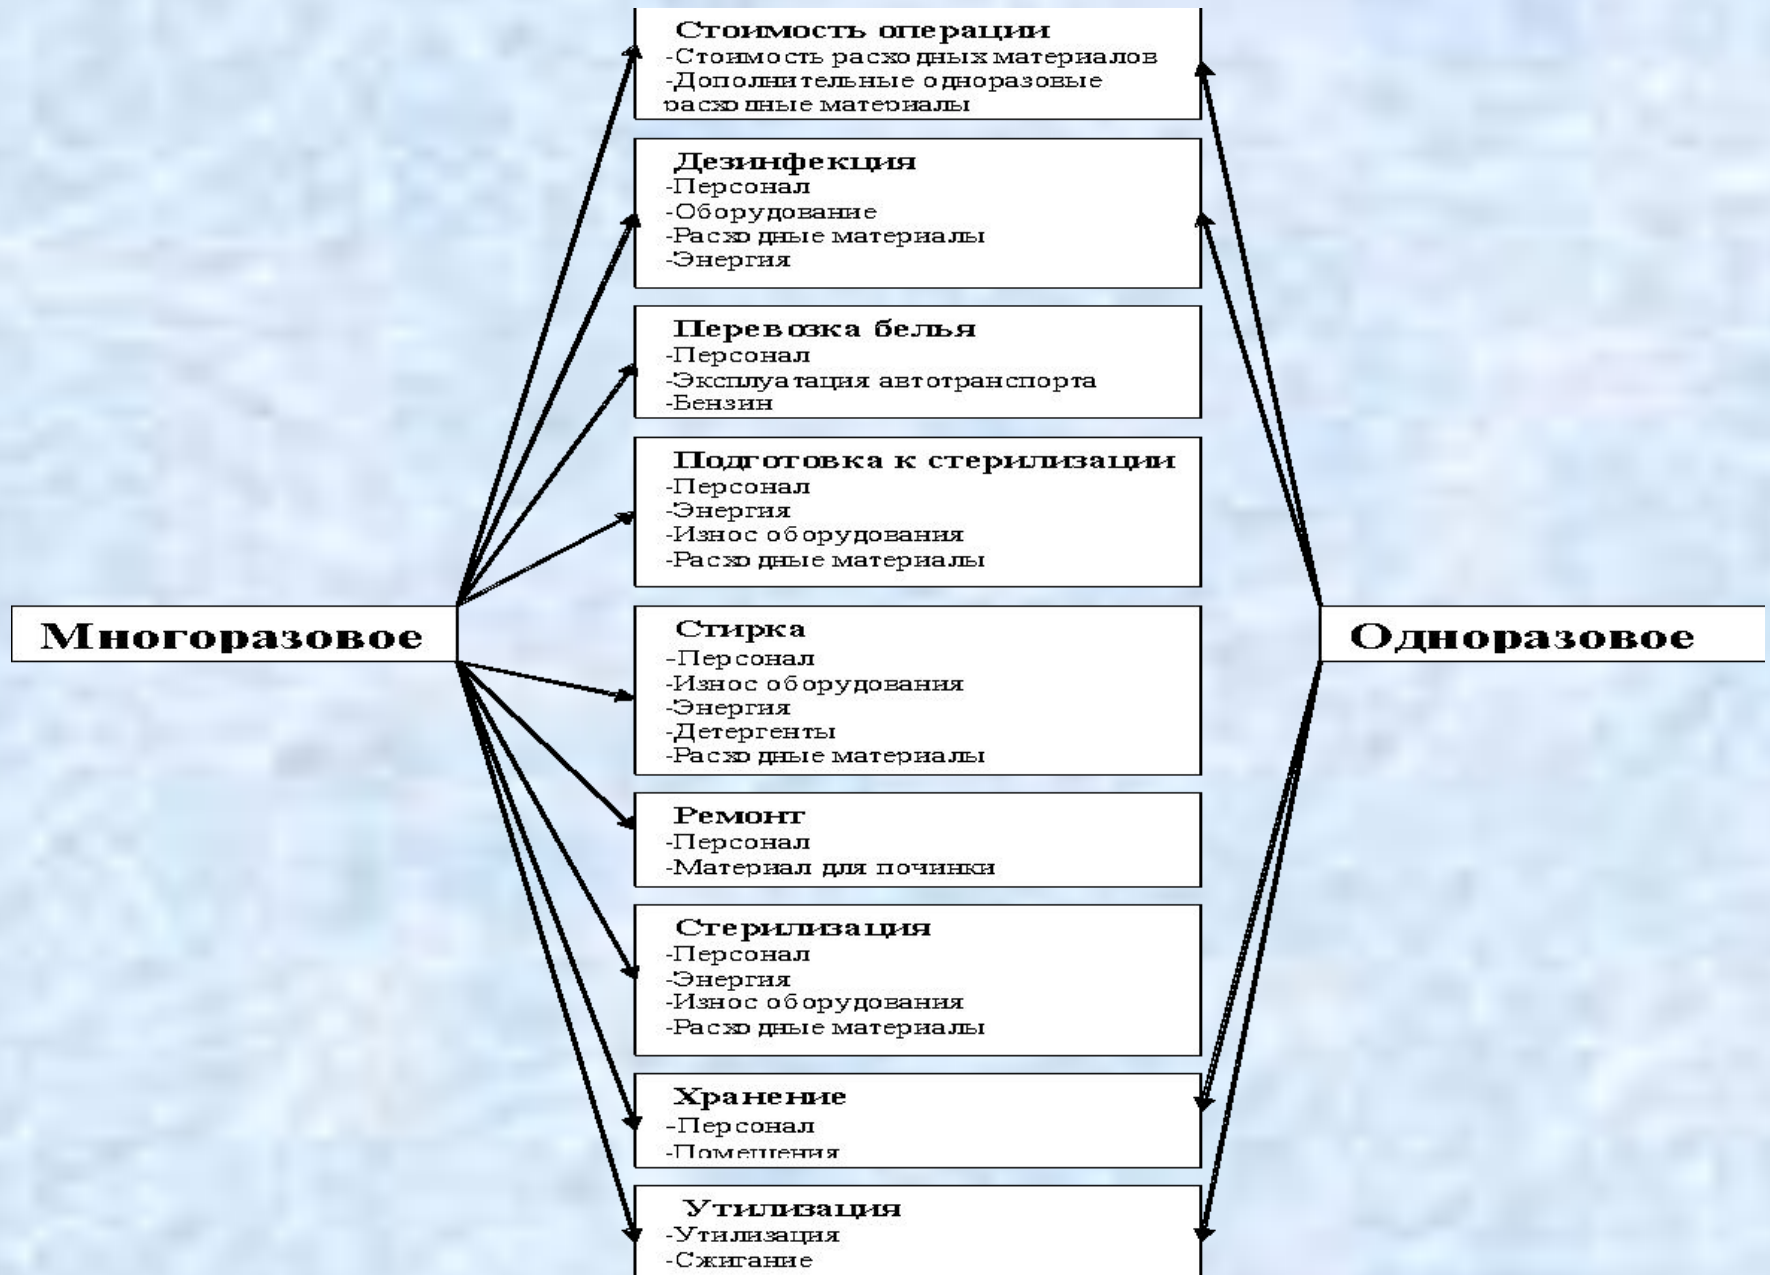 Стоимость операции
-Стоимость расходных материалов
-Дополнительные одноразовые
расходные материалы
Дезинфекция
-Персонал
-Оборудование
-Расходные материалы
-Энергия
Перевозка белья
-Персонал
-Эксплуатация автотранспорта
-Бензин
Подготовка к стерилизации
-Персонал
-Энергия
-Износ оборудования
-Расходные материалы
Многоразовое
Стирка
-Персонал
-Износ оборудования
-Энергия
-Детергенты
-Расходные материалы
Одноразовое
Ремонт
-Персонал
-Материал для починки
Стерилизация
-Персонал
-Энергия
-Износ оборудования
-Расходные материалы
Хранение
-Персонал
-Помещения
Утилизация
-Утилизация
-Сжигание